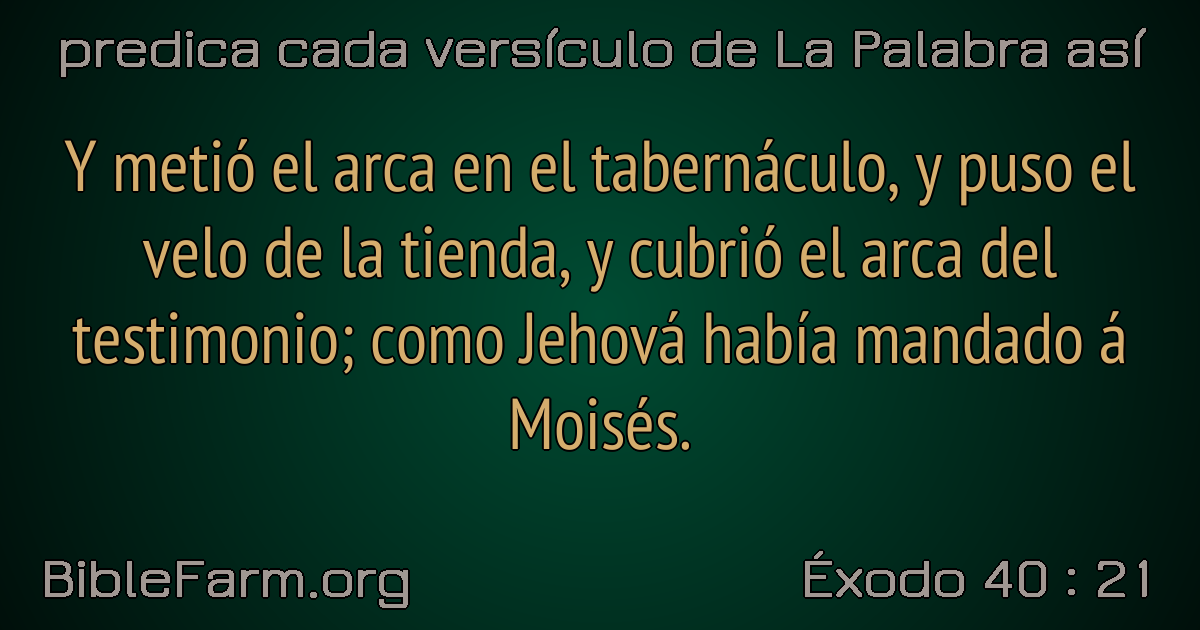 predica cada versículo de La Palabra así
Y metió el arca en el tabernáculo, y puso el
velo de la tienda, y cubrió el arca del
testimonio; como Jehová había mandado á
Moisés.
BibleFarm.org
Éxodo 40 : 21